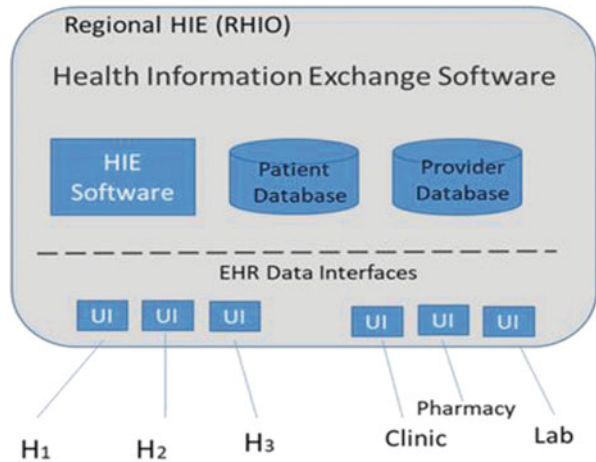 Regional HIE (RHIO)
Health Information Exchange Software
HIE
Software
Patient
Database
Provider
Database
EHR Data Interfaces
UI UI UI UI UI UI
H1 H2 H3 Clinic Pharmacy Lab